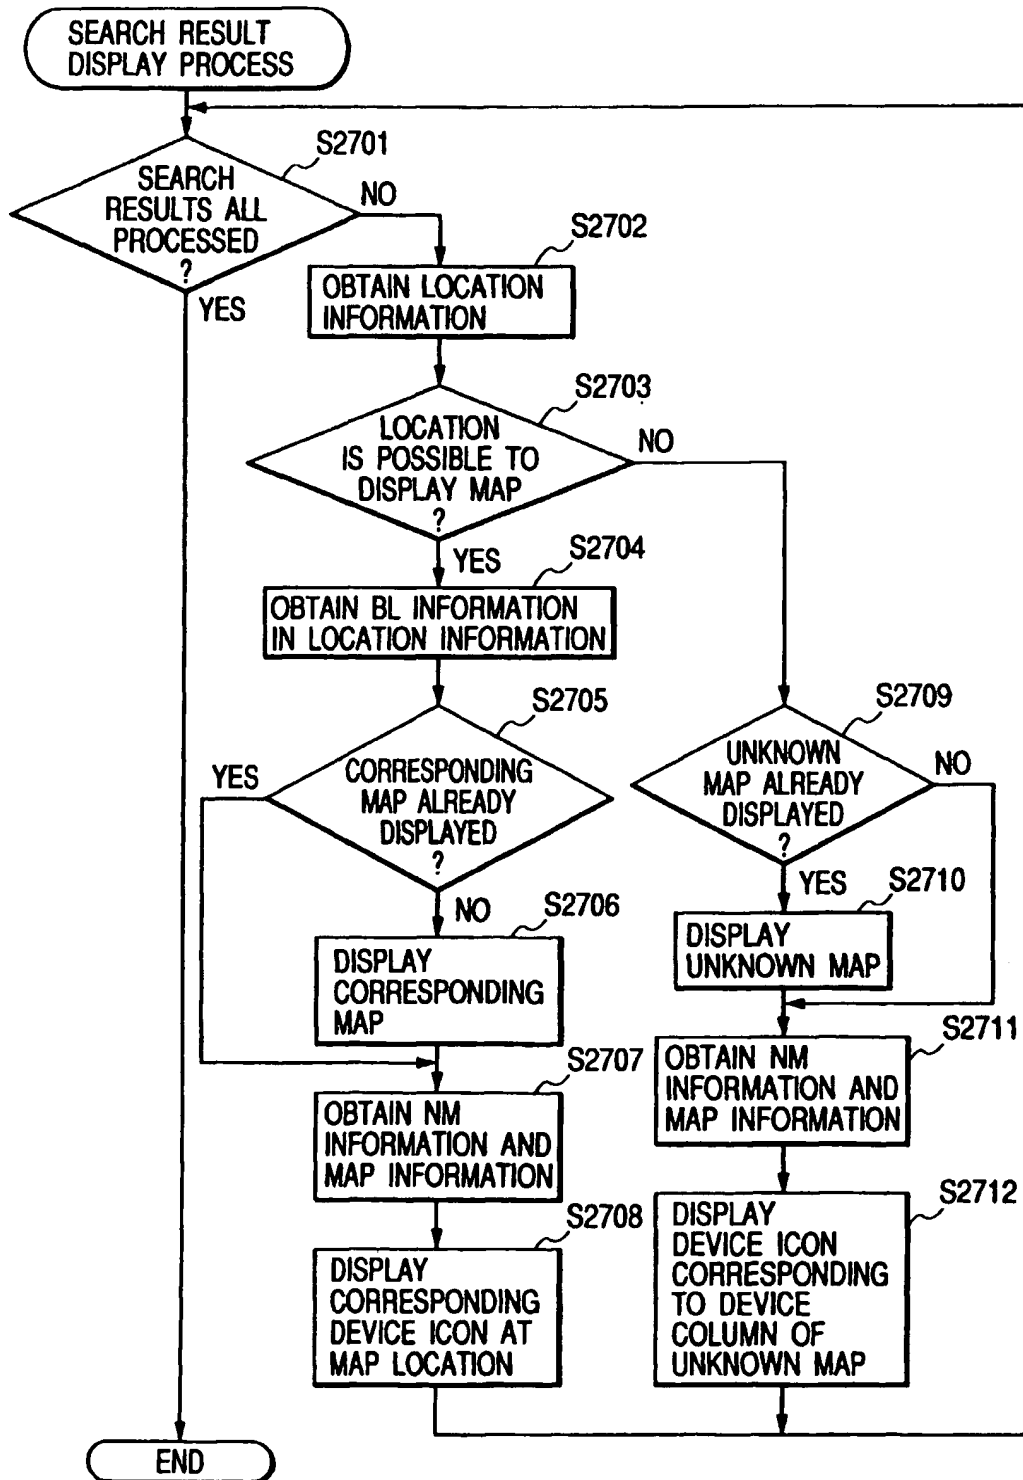 SEARCH RESULT
DISPLAY PROCESS
S2701
SEARCH
RESULTS ALL
PROCESSED
?
NO
YES
S2702
OBTAIN LOCATION
INFORMATION
S2703
LOCATION
IS POSSIBLE TO
DISPLAY MAP
?
NO
YES
S2704
OBTAIN BL INFORMATION
IN LOCATION INFORMATION
S2705
CORRESPONDING
MAP ALREADY
DISPLAYED
?
YES
NO
S2706
DISPLAY
CORRESPONDING
MAP
S2707
OBTAIN NM
INFORMATION AND
MAP INFORMATION
S2708
DISPLAY
CORRESPONDING
DEVICE ICON AT
MAP LOCATION
S2709
UNKNOWN
MAP ALREADY
DISPLAYED
?
NO
YES
S2710
DISPLAY
UNKNOWN MAP
S2711
OBTAIN NM
INFORMATION AND
MAP INFORMATION
S2712
DISPLAY
DEVICE ICON
CORRESPONDING
TO DEVICE
COLUMN OF
UNKNOWN MAP
END